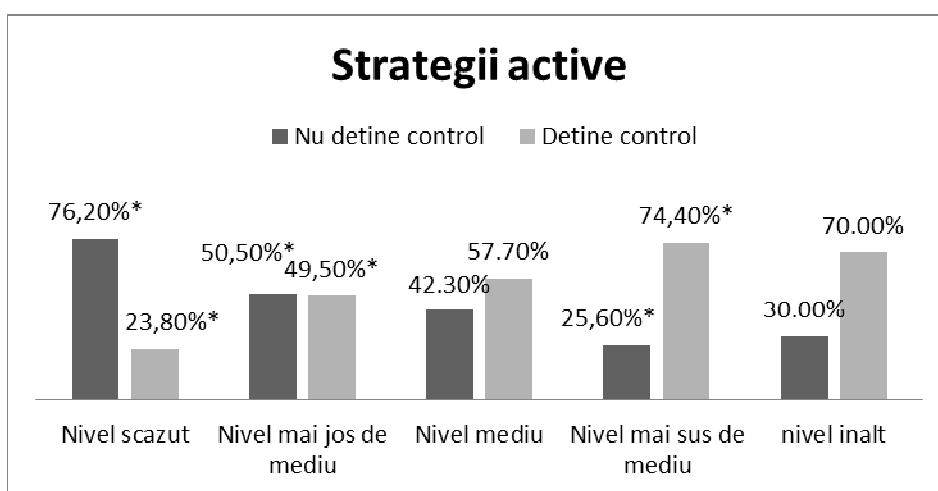 Strategii active
Nu detine control Detine control
76,20%*
23,80%*
50,50%*
49,50%*
42.30%
57.70%
25,60%*
74,40%*
30.00%
70.00%
Nivel scazut
Nivel mai jos de
mediu
Nivel mediu
Nivel mai sus de
mediu
nivel inalt